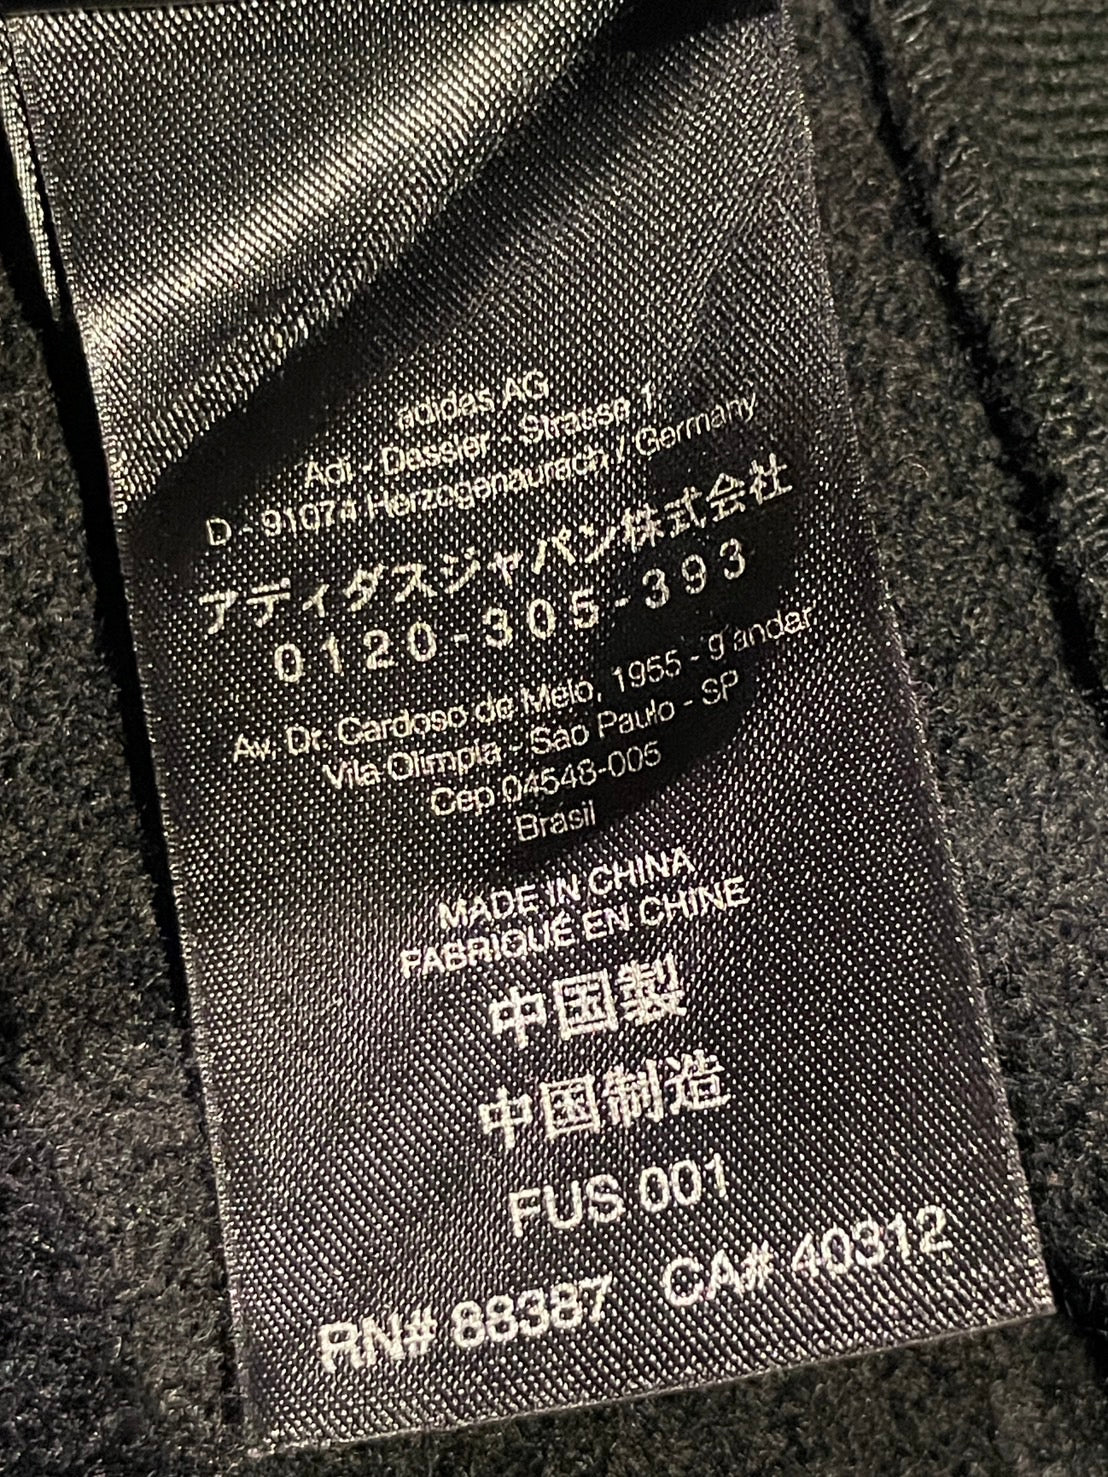 adidas AG
Adi - Dassler - Strasse 1
D - 91074 Herzogenaurach / Germany
アディダスジャパン株式会社
0120-305-393
Av. Dr. Cardoso de Melo, 1955 - 9 andar
Vila Olimpia - Sao Paulo - SP
Cep 04548-005
Brasil
MADE IN CHINA
FABRIQUÉ EN CHINE
中国製
中国制造
FUS 001
RN# 88387 CA# 40312